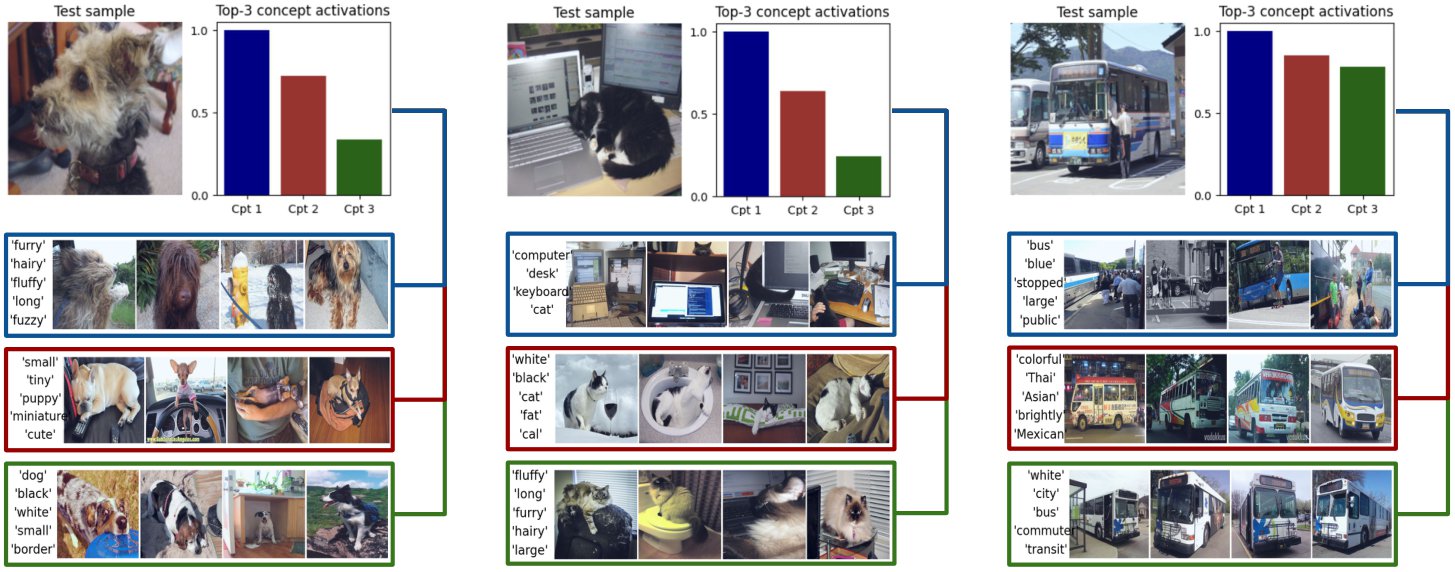 Test sample
Top-3 concept activations
1.0
0.5
0.0
Cpt 1
Cpt 2
Cpt 3
'furry'
'hairy'
'fluffy'
'long'
'fuzzy'
'small'
'tiny'
'puppy'
'miniature'
'cute'
'dog'
'black'
'white'
'small'
'border'
Test sample
Top-3 concept activations
1.0
0.5
0.0
Cpt 1
Cpt 2
Cpt 3
'computer'
'desk'
'keyboard'
'cat'
'white'
'black'
'cat'
'fat'
'cal'
'fluffy'
'long'
'furry'
'hairy'
'large'
Test sample
Top-3 concept activations
1.0
0.5
0.0
Cpt 1
Cpt 2
Cpt 3
'bus'
'blue'
'stopped'
'large'
'public'
'colorful'
'Thai'
'Asian'
'brightly'
'Mexican'
vadakkus
vadakkus
'white'
'city'
'bus'
'commuter'
'transit'